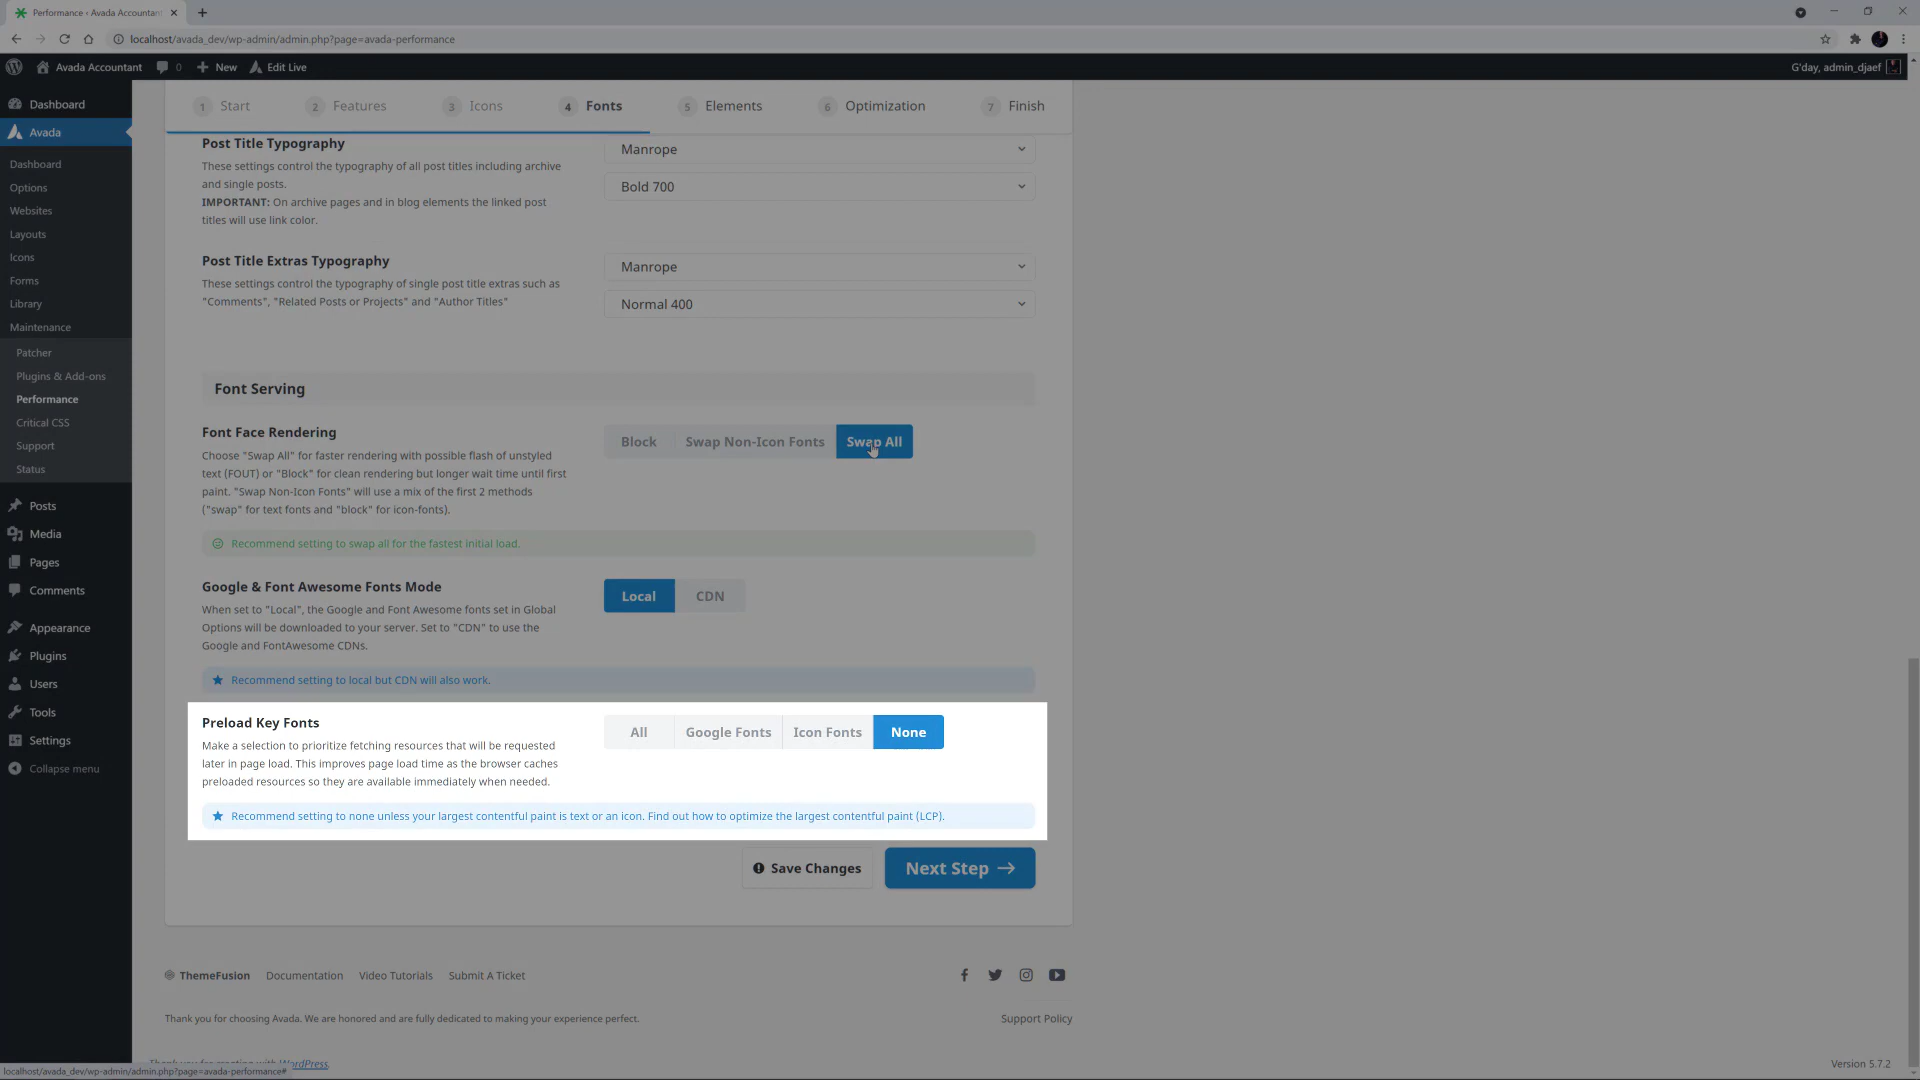 Performance ‹ Avada Accountant
localhost/avada_dev/wp-admin/admin.php?page=avada-performance
Avada Accountant
0
New
Edit Live
G'day, admin_djaef
Dashboard
Avada
Dashboard
Options
Websites
Layouts
Icons
Forms
Library
Maintenance
Patcher
Plugins & Add-ons
Performance
Critical CSS
Support
Status
Posts
Media
Pages
Comments
Appearance
Plugins
Users
Tools
Settings
Collapse menu
1 Start
2 Features
3 Icons
4 Fonts
5 Elements
6 Optimization
7 Finish
Post Title Typography
These settings control the typography of all post titles including archive
and single posts.
IMPORTANT: On archive pages and in blog elements the linked post
titles will use link color.
Manrope
Bold 700
Post Title Extras Typography
These settings control the typography of single post title extras such as
"Comments", "Related Posts or Projects" and "Author Titles"
Manrope
Normal 400
Font Serving
Font Face Rendering
Choose "Swap All" for faster rendering with possible flash of unstyled
text (FOUT) or "Block" for clean rendering but longer wait time until first
paint. "Swap Non-Icon Fonts" will use a mix of the first 2 methods
("swap" for text fonts and "block" for icon-fonts).
Block
Swap Non-Icon Fonts
Swap All
Recommend setting to swap all for the fastest initial load.
Google & Font Awesome Fonts Mode
When set to "Local", the Google and Font Awesome fonts set in Global
Options will be downloaded to your server. Set to "CDN" to use the
Google and FontAwesome CDNs.
Local
CDN
Recommend setting to local but CDN will also work.
Preload Key Fonts
Make a selection to prioritize fetching resources that will be requested
later in page load. This improves page load time as the browser caches
preloaded resources so they are available immediately when needed.
All
Google Fonts
Icon Fonts
None
Recommend setting to none unless your largest contentful paint is text or an icon. Find out how to optimize the largest contentful paint (LCP).
Save Changes
Next Step
ThemeFusion
Documentation
Video Tutorials
Submit A Ticket
Thank you for choosing Avada. We are honored and are fully dedicated to making your experience perfect.
Support Policy
Thank you for creating with WordPress.
Version 5.7.2
localhost/avada_dev/wp-admin/admin.php?page=avada-performance#